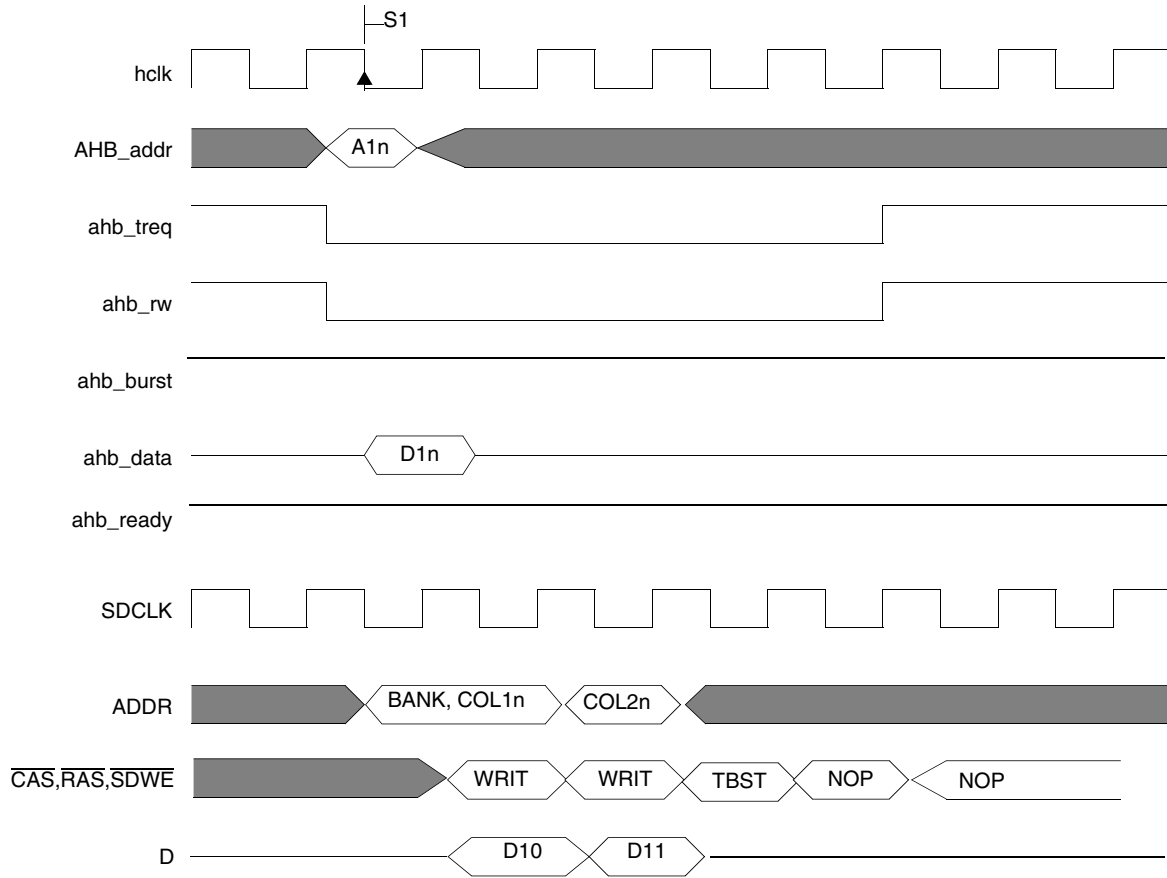 S1
hclk
AHB_addr A1n
ahb_treq
ahb_rw
ahb_burst
ahb_data D1n
ahb_ready
SDCLK
ADDR BANK, COL1n COL2n
CAS,RAS,SDWE WRIT WRIT TBST NOP NOP
D D10 D11